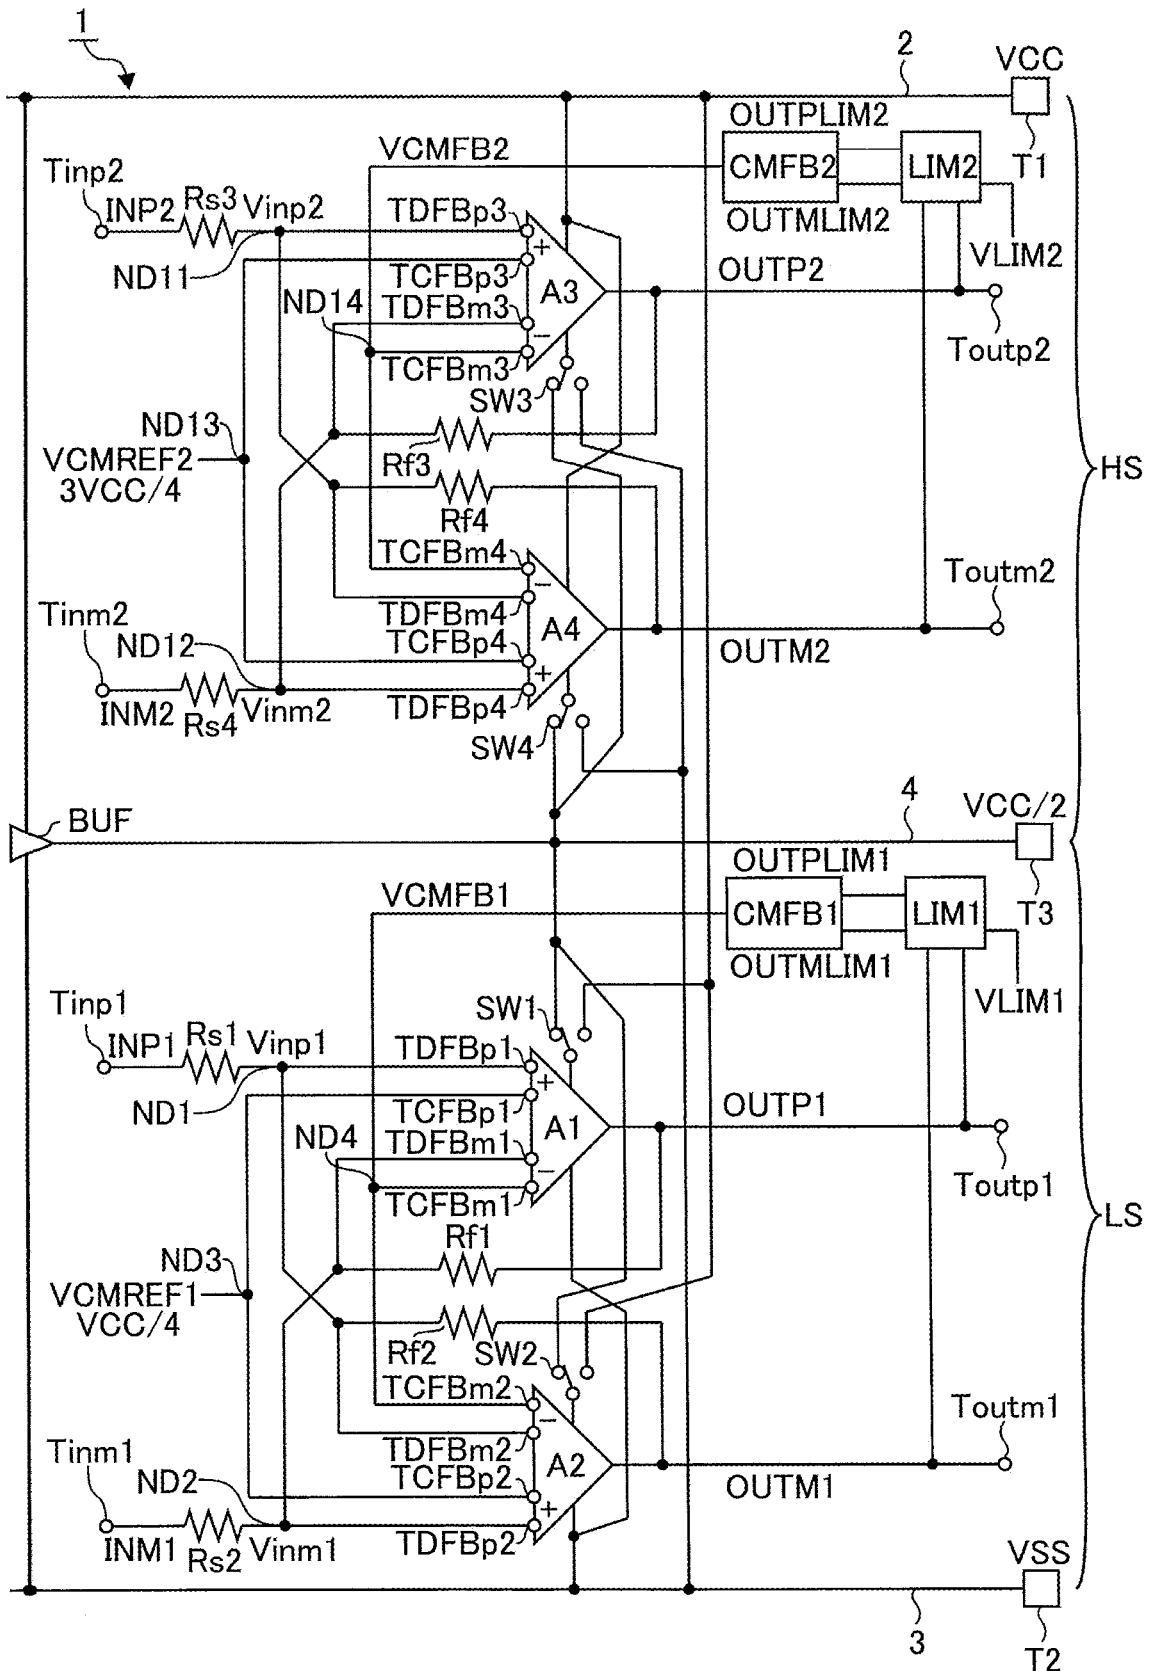 1
2
VCC
T1
OUTPLIM2
VCMFB2
CMFB2
LIM2
OUTMLIM2
VLIM2
Tinp2
INP2
Rs3
Vinp2
TDFBp3
+
ND11
TCFBp3
A3
OUTP2
ND14
TDFBm3
−
TCFBm3
Toutp2
SW3
ND13
VCMREF2
3VCC/4
Rf3
Rf4
HS
TCFBm4
−
Toutm2
Tinm2
TDFBm4
A4
ND12
TCFBp4
OUTM2
+
INM2
Rs4
Vinm2
TDFBp4
SW4
BUF
4
VCC/2
T3
OUTPLIM1
VCMFB1
CMFB1
LIM1
OUTMLIM1
VLIM1
Tinp1
INP1
Rs1
Vinp1
SW1
TDFBp1
+
ND1
TCFBp1
A1
OUTP1
ND4
TDFBm1
−
TCFBm1
Toutp1
LS
Rf1
ND3
VCMREF1
VCC/4
Rf2
SW2
TCFBm2
−
Toutm1
Tinm1
TDFBm2
A2
ND2
TCFBp2
OUTM1
+
INM1
Rs2
Vinm1
TDFBp2
VSS
3
T2